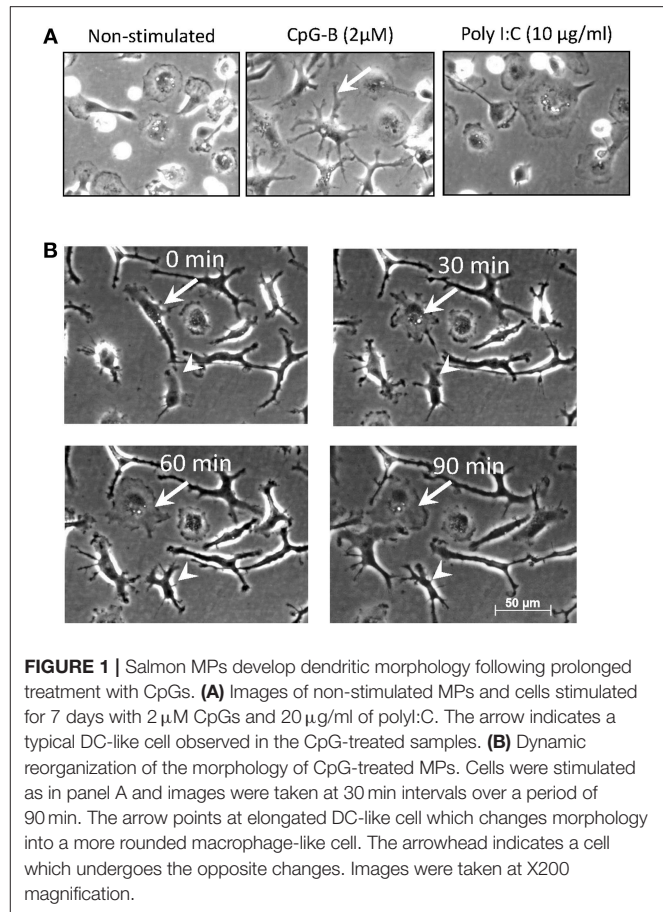 A
Non-stimulated CpG-B (2μM) Poly I:C (10 μg/ml)
B
0 min 30 min
60 min 90 min
50 μm
FIGURE 1 | Salmon MPs develop dendritic morphology following prolonged
treatment with CpGs. (A) Images of non-stimulated MPs and cells stimulated
for 7 days with 2 μM CpGs and 20 μg/ml of polyI:C. The arrow indicates a
typical DC-like cell observed in the CpG-treated samples. (B) Dynamic
reorganization of the morphology of CpG-treated MPs. Cells were stimulated
as in panel A and images were taken at 30 min intervals over a period of
90 min. The arrow points at elongated DC-like cell which changes morphology
into a more rounded macrophage-like cell. The arrowhead indicates a cell
which undergoes the opposite changes. Images were taken at X200
magnification.